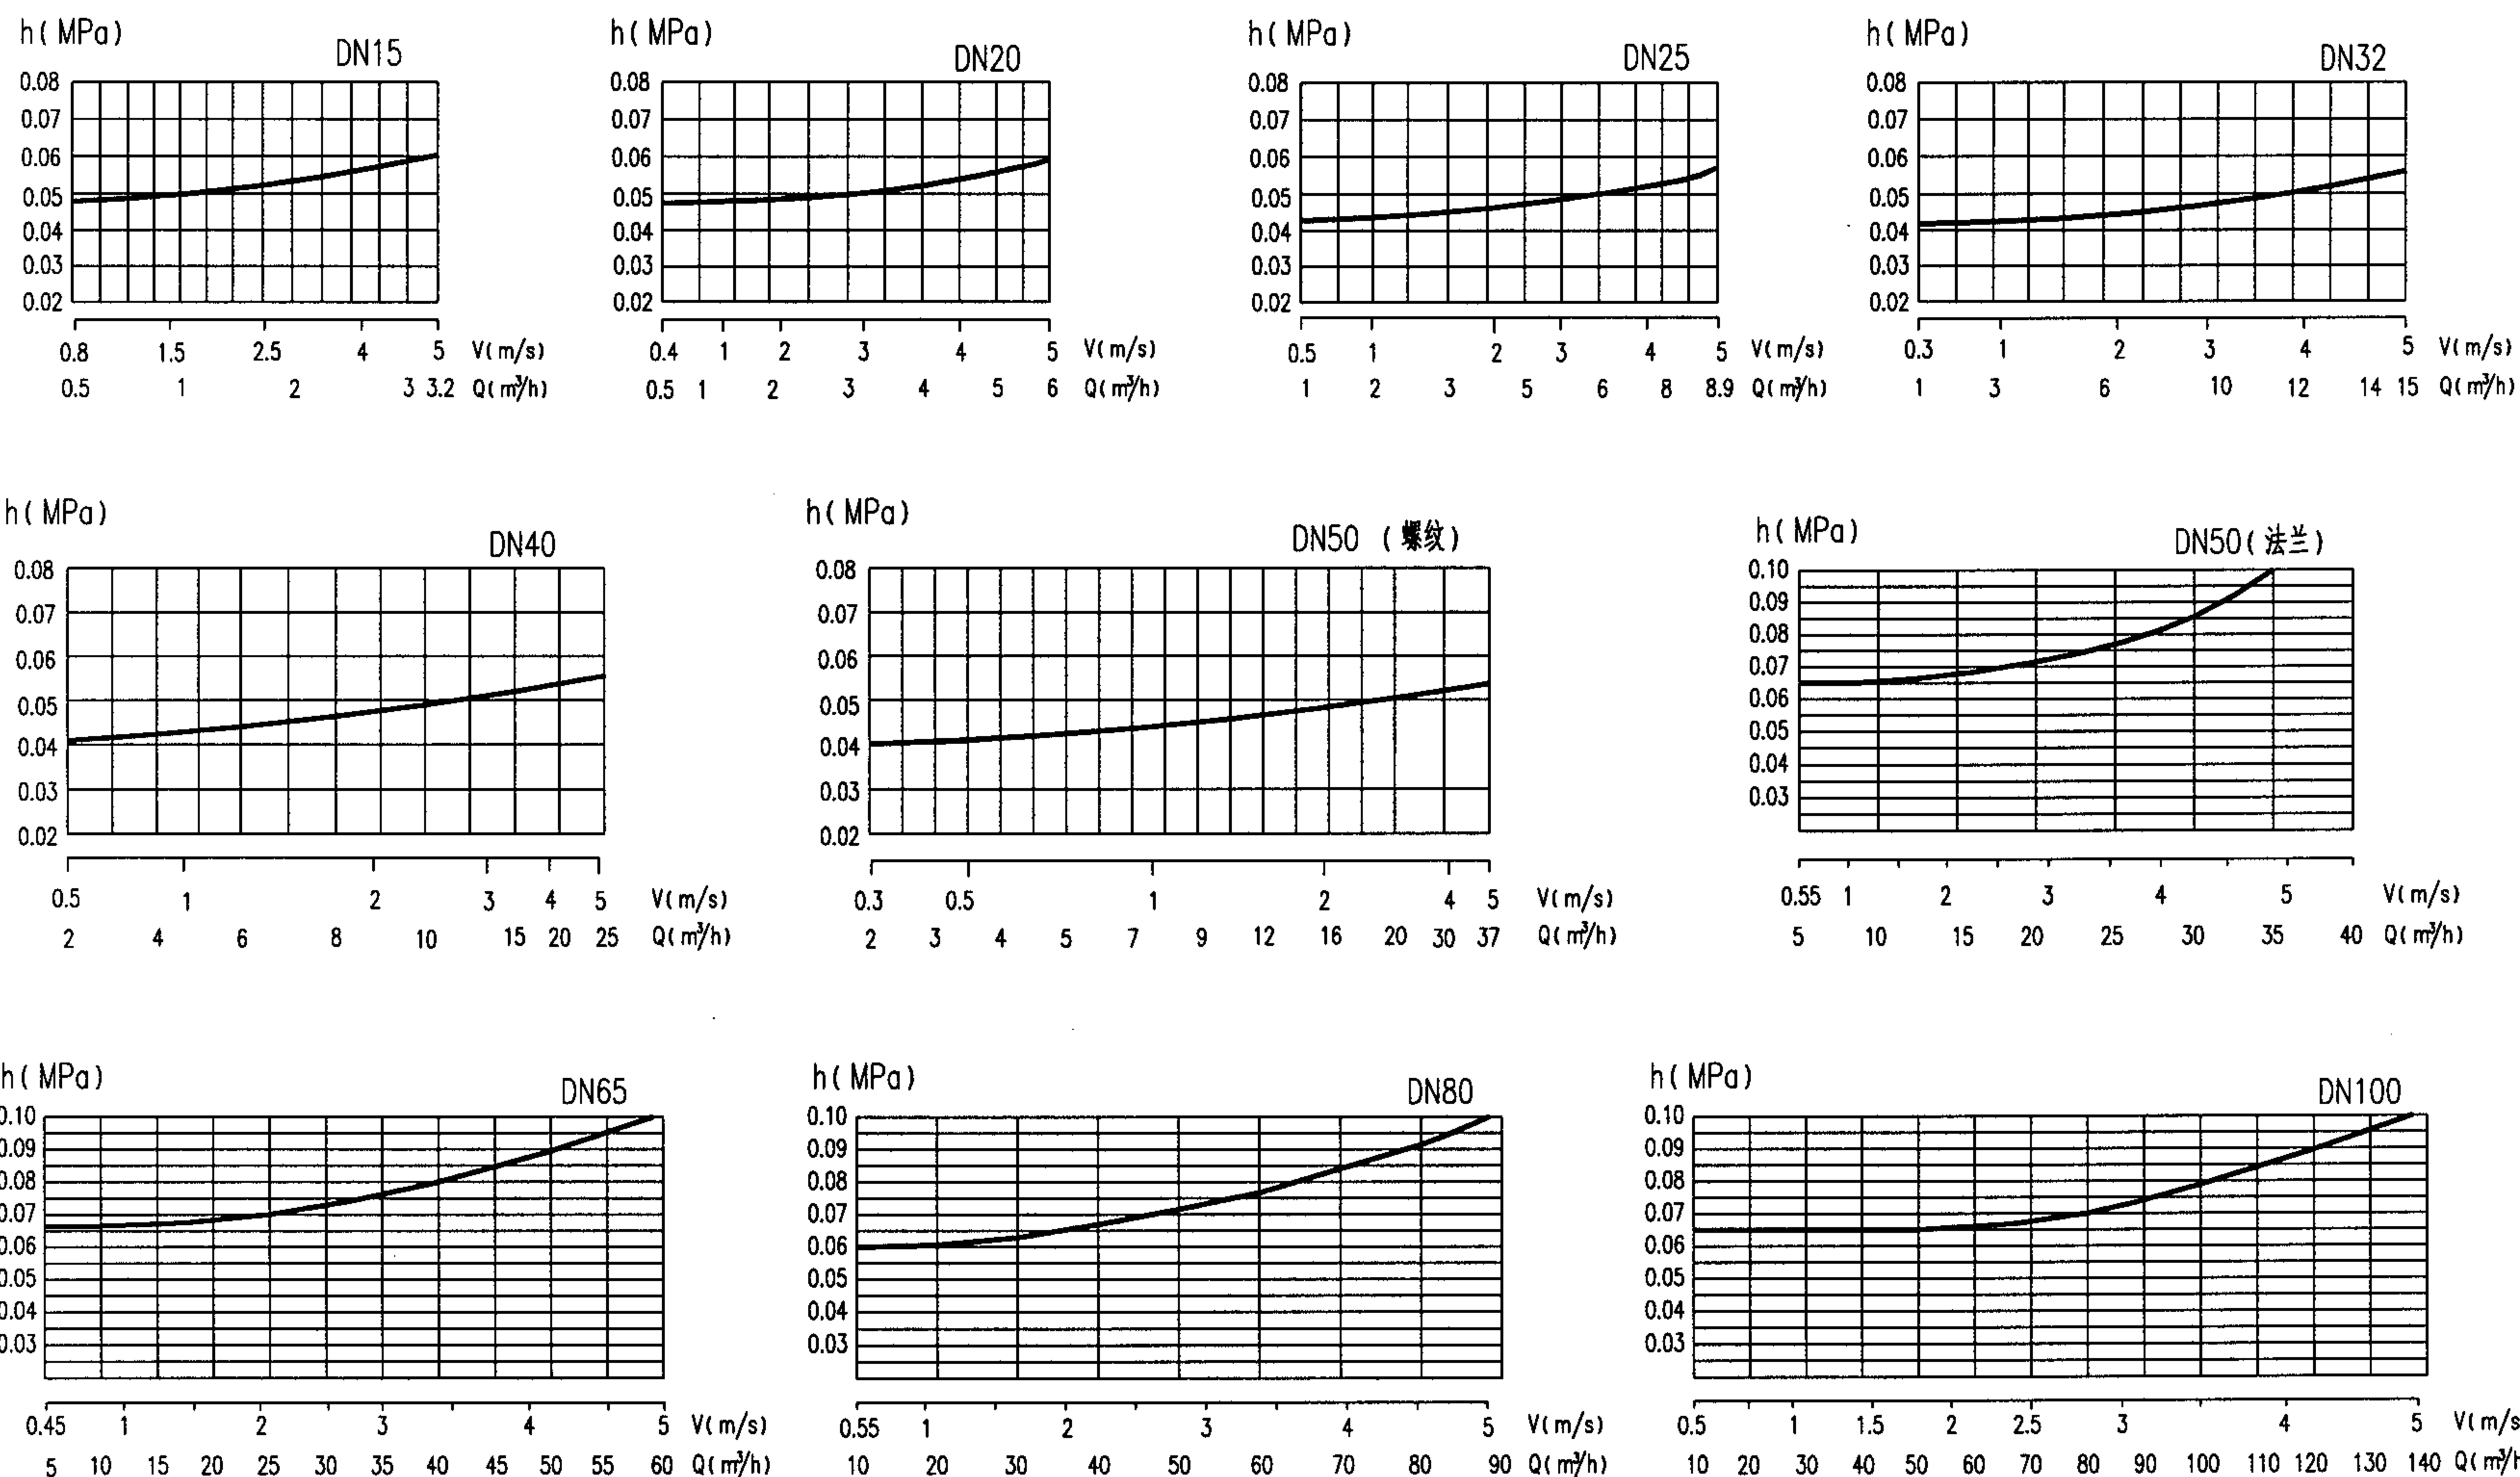 h( MPa)
DN15
0.08
0.07
0.06
0.05
0.04
0.03
0.02
0.8 1.5 2.5 4 5 V(m/s)
0.5 1 2 3 3.2 Q(m³/h)
h( MPa)
DN20
0.08
0.07
0.06
0.05
0.04
0.03
0.02
0.4 1 2 3 4 5 V(m/s)
0.5 1 2 3 4 5 6 Q(m³/h)
h( MPa)
DN25
0.08
0.07
0.06
0.05
0.04
0.03
0.02
0.5 1 2 3 4 5 V(m/s)
1 2 3 5 6 8 8.9 Q(m³/h)
h( MPa)
DN32
0.08
0.07
0.06
0.05
0.04
0.03
0.02
0.3 1 2 3 4 5 V(m/s)
1 3 6 10 12 14 15 Q(m³/h)
h( MPa)
DN40
0.08
0.07
0.06
0.05
0.04
0.03
0.02
0.5 1 2 3 4 5 V(m/s)
2 4 6 8 10 15 20 25 Q(m³/h)
h( MPa)
DN50 (螺纹)
0.08
0.07
0.06
0.05
0.04
0.03
0.02
0.3 0.5 1 2 4 5 V(m/s)
2 3 4 5 7 9 12 16 20 30 37 Q(m³/h)
h( MPa)
DN50(法兰)
0.10
0.09
0.08
0.07
0.06
0.05
0.04
0.03
0.55 1 2 3 4 5 V(m/s)
5 10 15 20 25 30 35 40 Q(m³/h)
h( MPa)
DN65
0.10
0.09
0.08
0.07
0.06
0.05
0.04
0.03
0.45 1 2 3 4 5 V(m/s)
5 10 15 20 25 30 35 40 45 50 55 60 Q(m³/h)
h( MPa)
DN80
0.10
0.09
0.08
0.07
0.06
0.05
0.04
0.03
0.55 1 2 3 4 5 V(m/s)
10 20 30 40 50 60 70 80 90 Q(m³/h)
h( MPa)
DN100
0.10
0.09
0.08
0.07
0.06
0.05
0.04
0.03
0.5 1 1.5 2 2.5 3 4 5 V(m/s
10 20 30 40 50 60 70 80 90 100 110 120 130 140 Q(m³/h